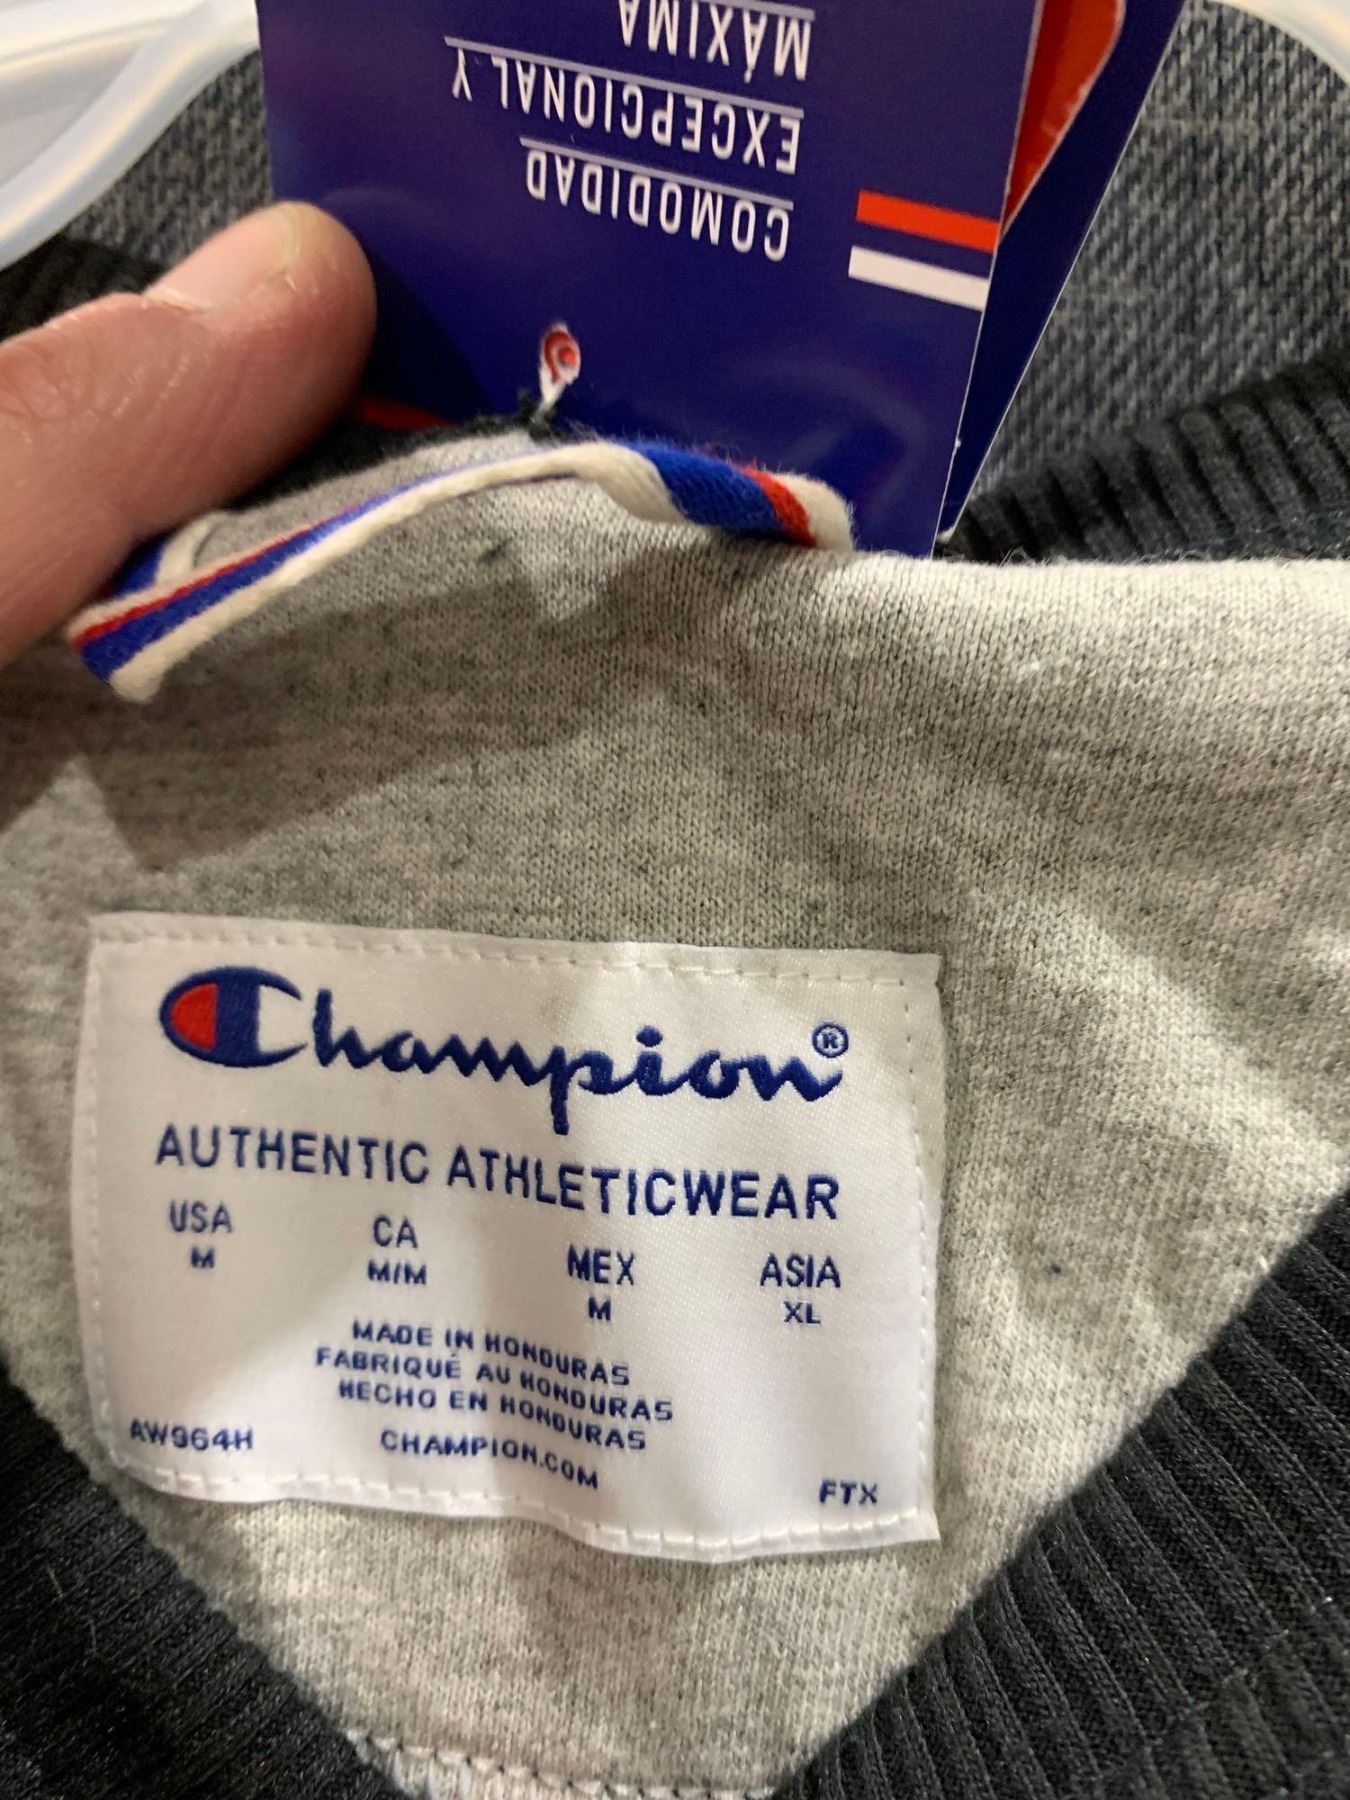 COMODIDAD
EXCEPCIONAL Y
MÁXIMA
Champion®
AUTHENTIC ATHLETICWEAR
USA CA MEX ASIA
M M/M M XL
MADE IN HONDURAS
FABRIQUÉ AU HONDURAS
HECHO EN HONDURAS
AW964H CHAMPION.COM FTX